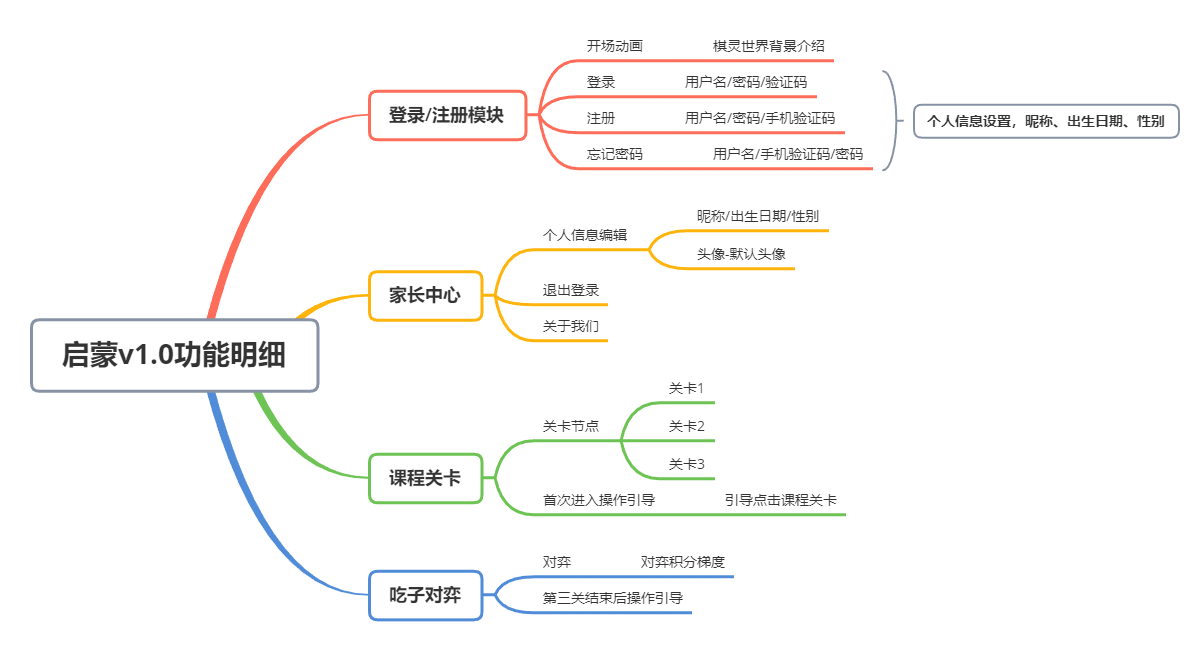 启蒙v1.0功能明细
登录/注册模块
开场动画
棋灵世界背景介绍
登录
用户名/密码/验证码
注册
用户名/密码/手机验证码
忘记密码
用户名/手机验证码/密码
个人信息设置，昵称、出生日期、性别
家长中心
个人信息编辑
昵称/出生日期/性别
头像-默认头像
退出登录
关于我们
课程关卡
关卡节点
关卡1
关卡2
关卡3
首次进入操作引导
引导点击课程关卡
吃子对弈
对弈
对弈积分梯度
第三关结束后操作引导